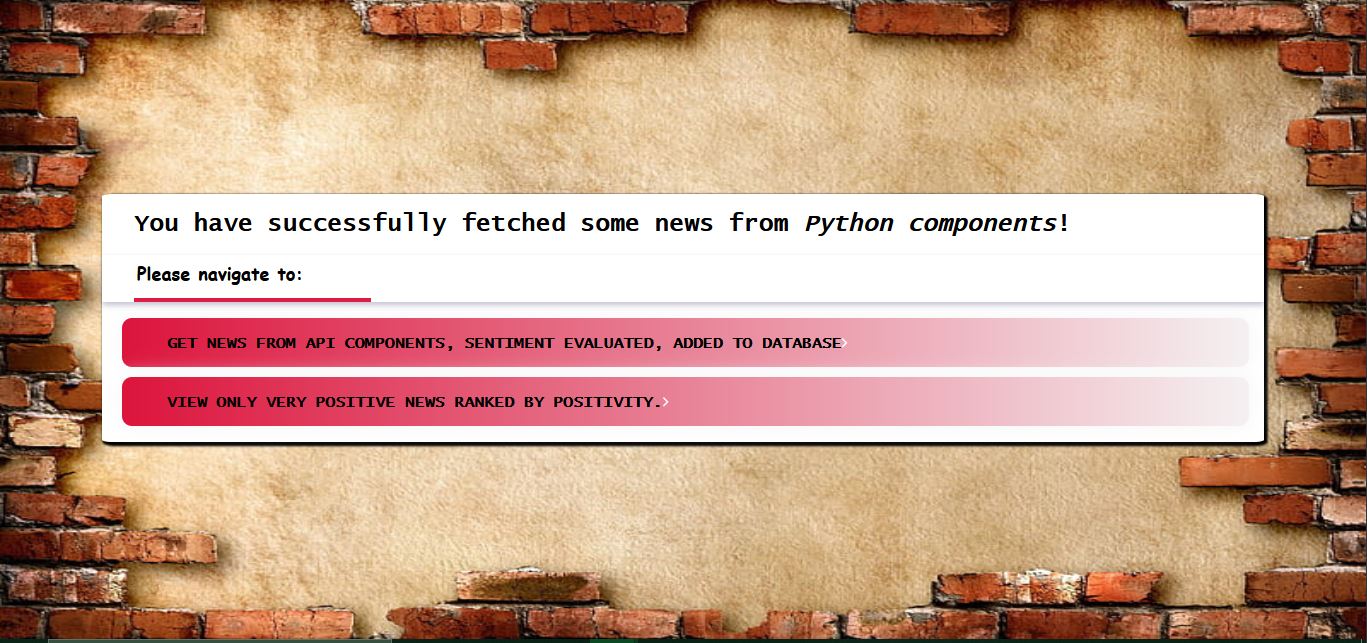 You have successfully fetched some news from Python components!
Please navigate to:
GET NEWS FROM API COMPONENTS, SENTIMENT EVALUATED, ADDED TO DATABASE›
VIEW ONLY VERY POSITIVE NEWS RANKED BY POSITIVITY.›